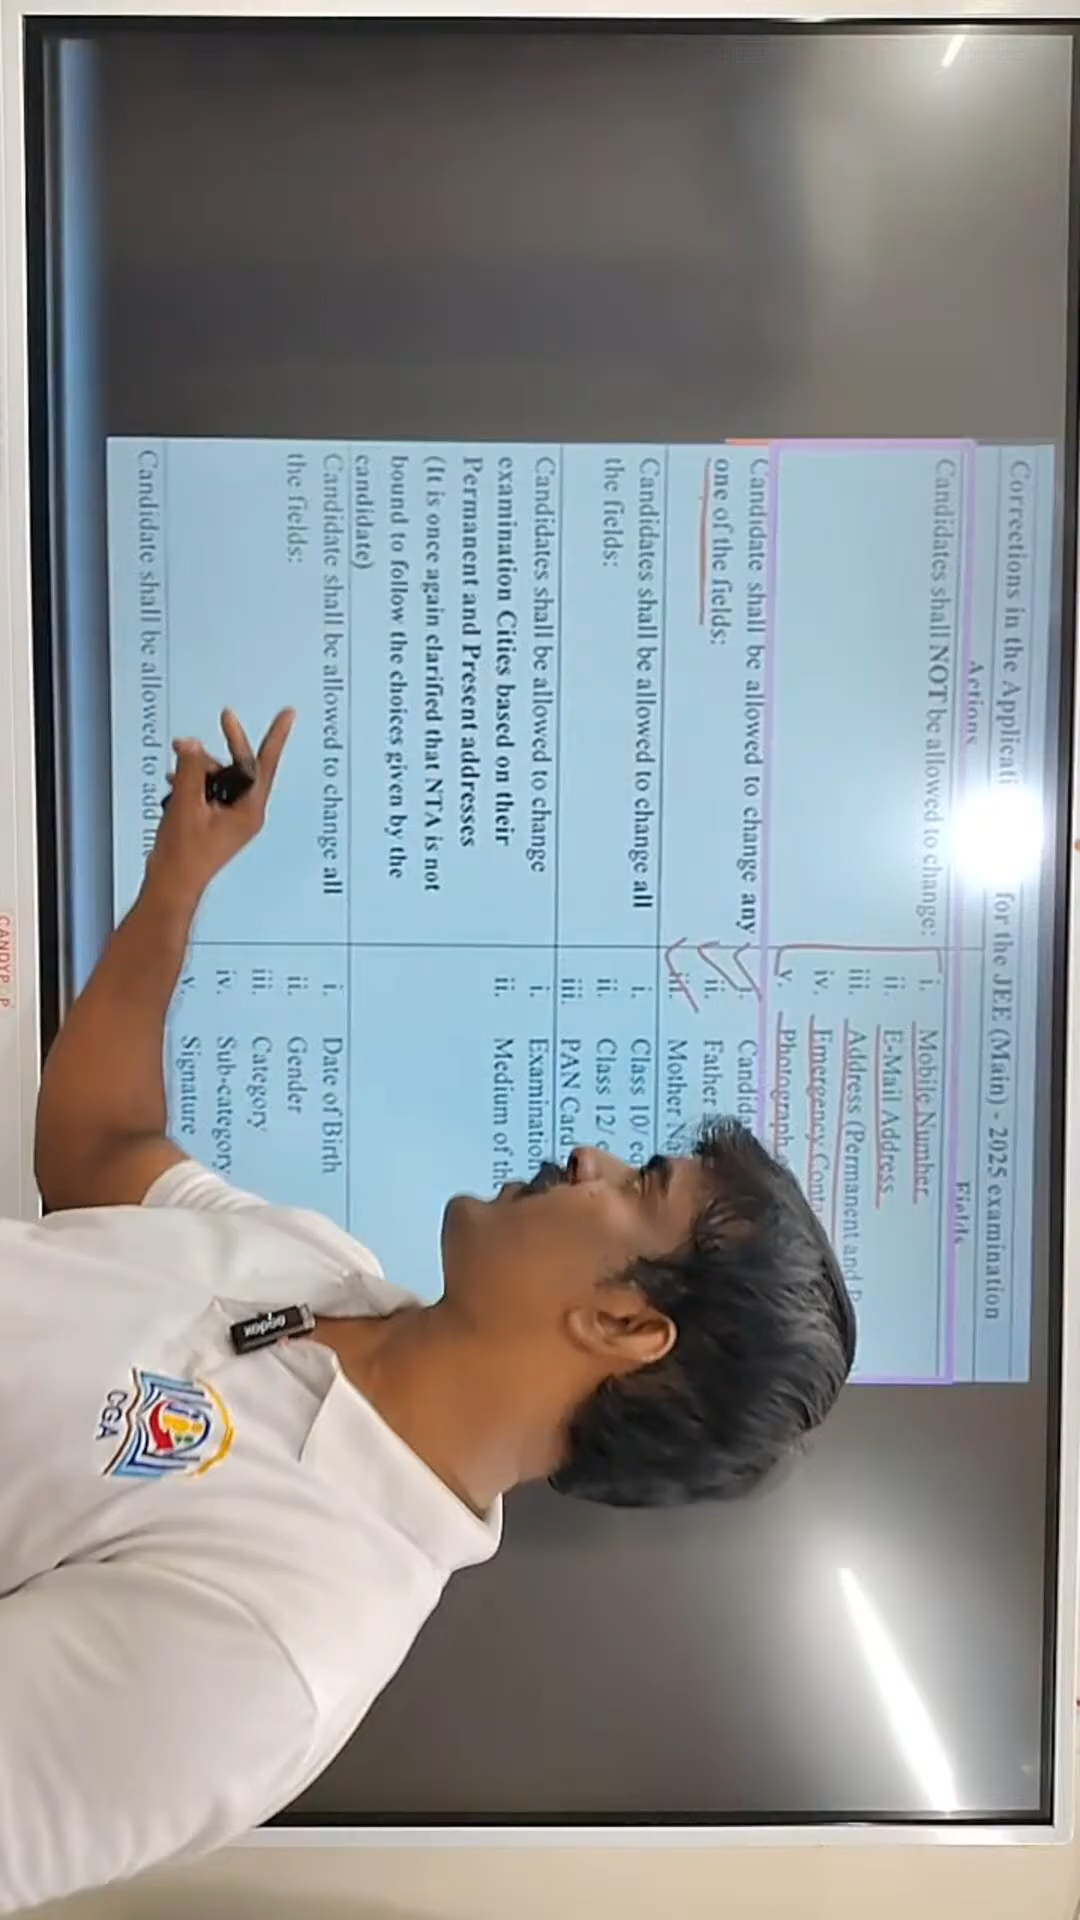 Corrections in the Applicati for the JEE (Main) - 2025 examination
Actions
Fields
Candidates shall NOT be allowed to change:
i. Mobile Number
ii. E-Mail Address
iii. Address (Permanent and
iv. Emergency
v. Photograph
Candidate shall be allowed to change any
one of the fields:
ii. Father
iii. Mother
Candidates shall be allowed to change all
the fields:
i. Class 10/
ii. Class 12/
iii. PAN Card
Candidates shall be allowed to change
examination Cities based on their
Permanent and Present addresses
(It is once again clarified that NTA is not
bound to follow the choices given by the
candidate)
i. Examination
ii. Medium of the
Candidate shall be allowed to change all
the fields:
i. Date of Birth
ii. Gender
iii. Category
iv. Sub-category
v. Signature
Candidate shall be allowed to add
CGA
godox